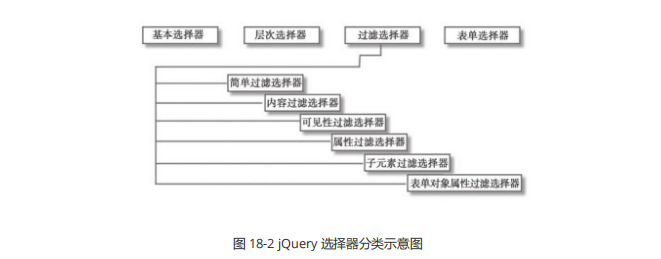 基本选择器 层次选择器 过滤选择器 表单选择器
简单过滤选择器
内容过滤选择器
可见性过滤选择器
属性过滤选择器
子元素过滤选择器
表单对象属性过滤选择器
图 18-2 jQuery 选择器分类示意图